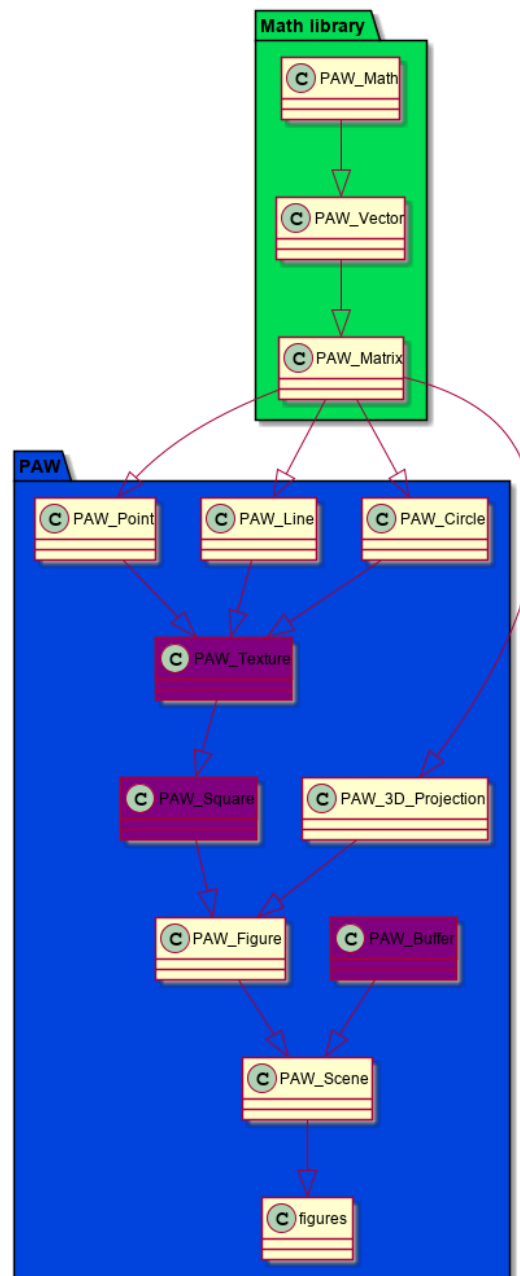 Math library
C PAW_Math
C PAW_Vector
C PAW_Matrix
PAW
C PAW_Point
C PAW_Line
C PAW_Circle
C PAW_Texture
C PAW_Square
C PAW_3D_Projection
C PAW_Figure
C PAW_Buffer
C PAW_Scene
C figures